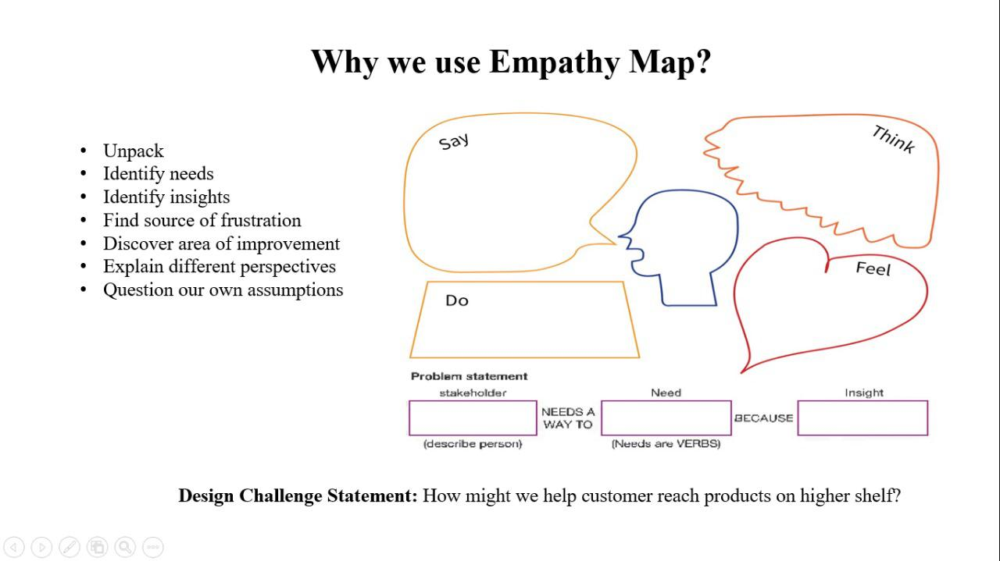 Why we use Empathy Map?
• Unpack
• Identify needs
• Identify insights
• Find source of frustration
• Discover area of improvement
• Explain different perspectives
• Question our own assumptions
Say
Think
Do
Feel
Problem statement
stakeholder
NEEDS A
WAY TO
(describe person)
Need
(Needs are VERBS)
BECAUSE
Insight
Design Challenge Statement: How might we help customer reach products on higher shelf?